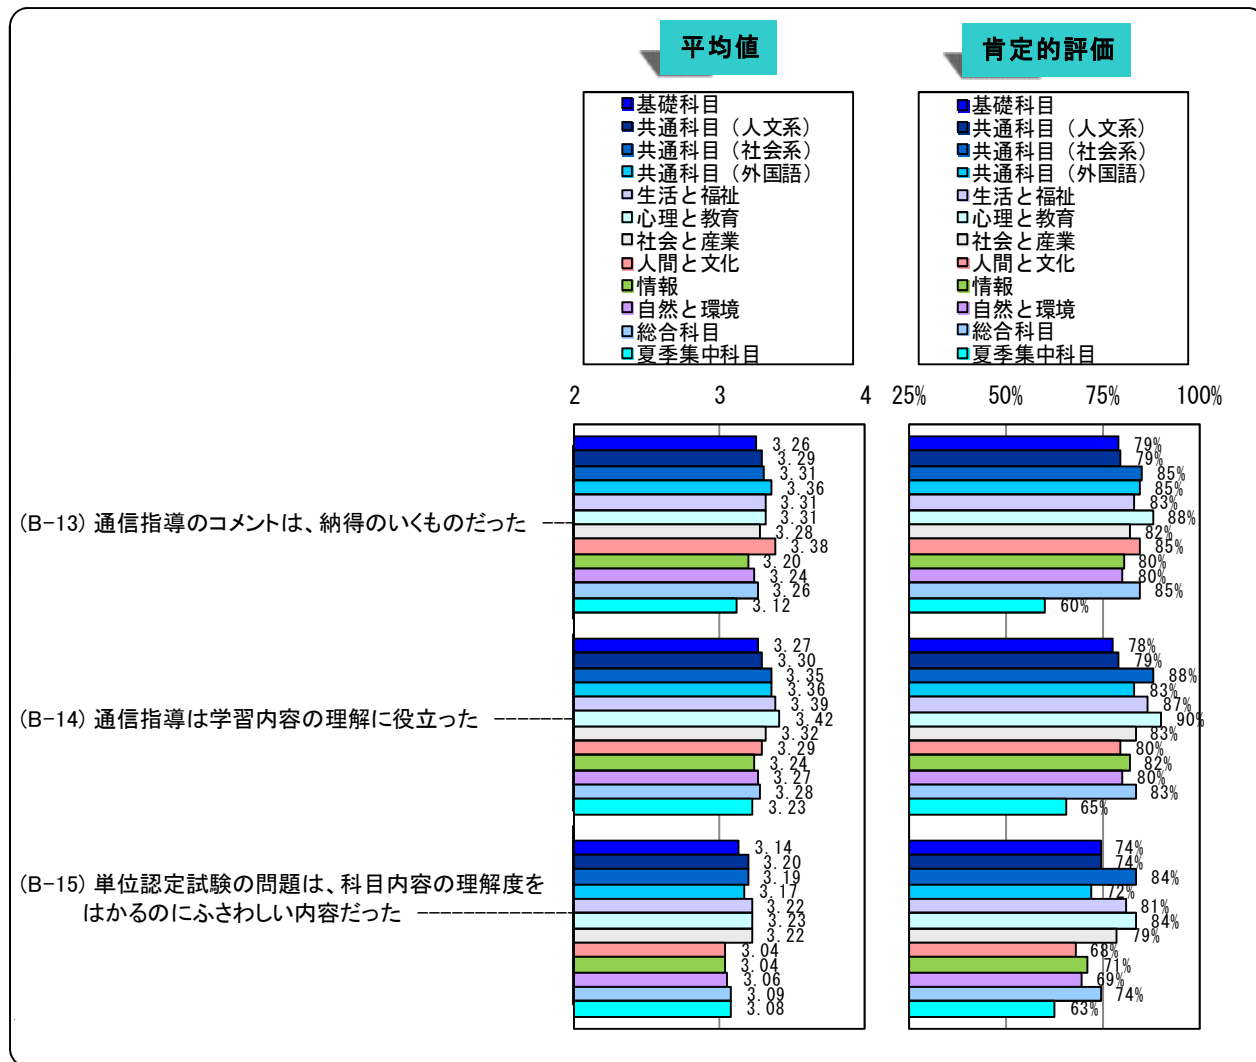 平均値
肯定的評価
基礎科目
共通科目（人文系）
共通科目（社会系）
共通科目（外国語）
生活と福祉
心理と教育
社会と産業
人間と文化
情報
自然と環境
総合科目
夏季集中科目
基礎科目
共通科目（人文系）
共通科目（社会系）
共通科目（外国語）
生活と福祉
心理と教育
社会と産業
人間と文化
情報
自然と環境
総合科目
夏季集中科目
2 3 4
25% 50% 75% 100%
(B-13) 通信指導のコメントは、納得のいくものだった
3.26
3.29
3.31
3.36
3.31
3.31
3.28
3.38
3.20
3.24
3.26
3.12
79%
79%
85%
85%
83%
88%
82%
85%
80%
80%
85%
60%
(B-14) 通信指導は学習内容の理解に役立った
3.27
3.30
3.35
3.36
3.39
3.42
3.32
3.29
3.24
3.27
3.28
3.23
78%
79%
88%
83%
87%
90%
83%
80%
82%
80%
83%
65%
(B-15) 単位認定試験の問題は、科目内容の理解度を
はかるのにふさわしい内容だった
3.14
3.20
3.19
3.17
3.22
3.23
3.22
3.04
3.04
3.06
3.09
3.08
74%
74%
84%
72%
81%
84%
79%
68%
71%
69%
74%
63%